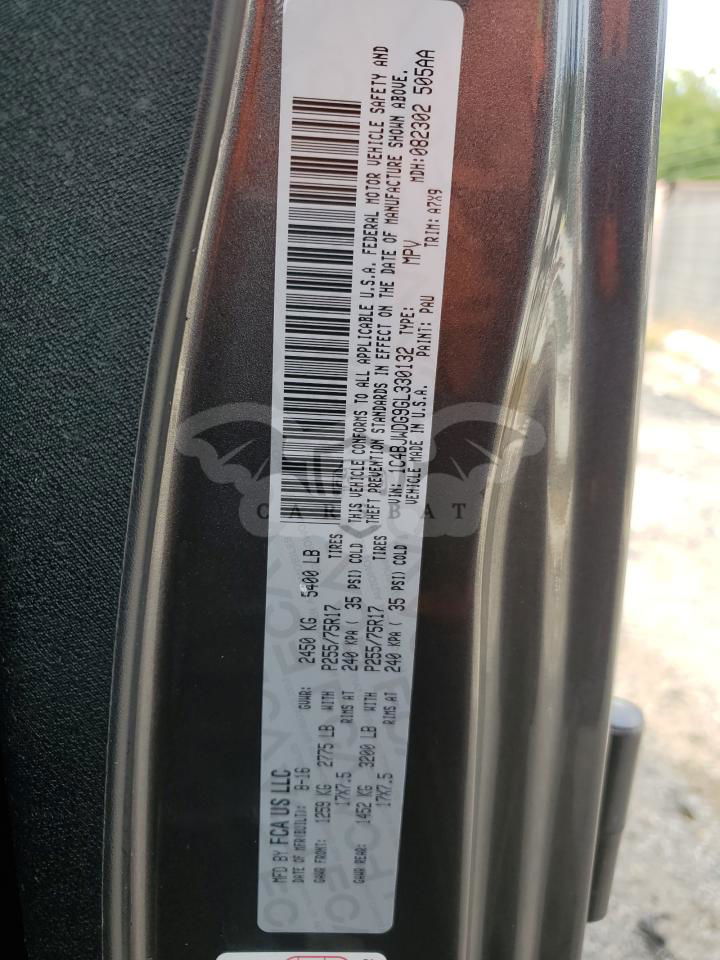 MFD BY FCA US LLC
DATE OF MFR(BUILT): 8-16 GVWR: 2450 KG 5400 LB
GAWR FRONT: 1259 KG 2775 LB WITH P255/75R17 TIRES
17X7.5 RIMS AT 240 KPA ( 35 PSI) COLD
GAWR REAR: 1452 KG 3200 LB WITH P255/75R17 TIRES
17X7.5 RIMS AT 240 KPA ( 35 PSI) COLD
THIS VEHICLE CONFORMS TO ALL APPLICABLE U.S.A. FEDERAL MOTOR VEHICLE SAFETY AND
THEFT PREVENTION STANDARDS IN EFFECT ON THE DATE OF MANUFACTURE SHOWN ABOVE.
VIN: 1C4BJWDG9GL330132 TYPE: MPV MDH:082302 505AA
VEHICLE MADE IN U.S.A. PAINT: PAU TRIM: A7X9
CAR BAT